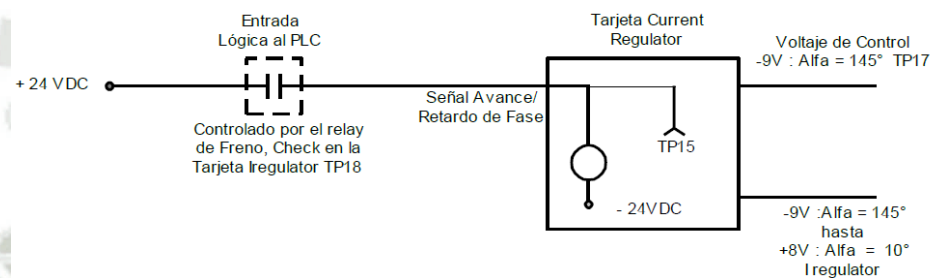 Entrada
Lógica al PLC
+ 24 VDC
Controlado por el relay
de Freno, Check en la
Tarjeta Iregulator TP18
Señal Avance/
Retardo de Fase
Tarjeta Current
Regulator
TP15
- 24VDC
Voltaje de Control
-9V : Alfa = 145° TP17
-9V :Alfa = 145°
hasta
+8V : Alfa = 10°
I regulator